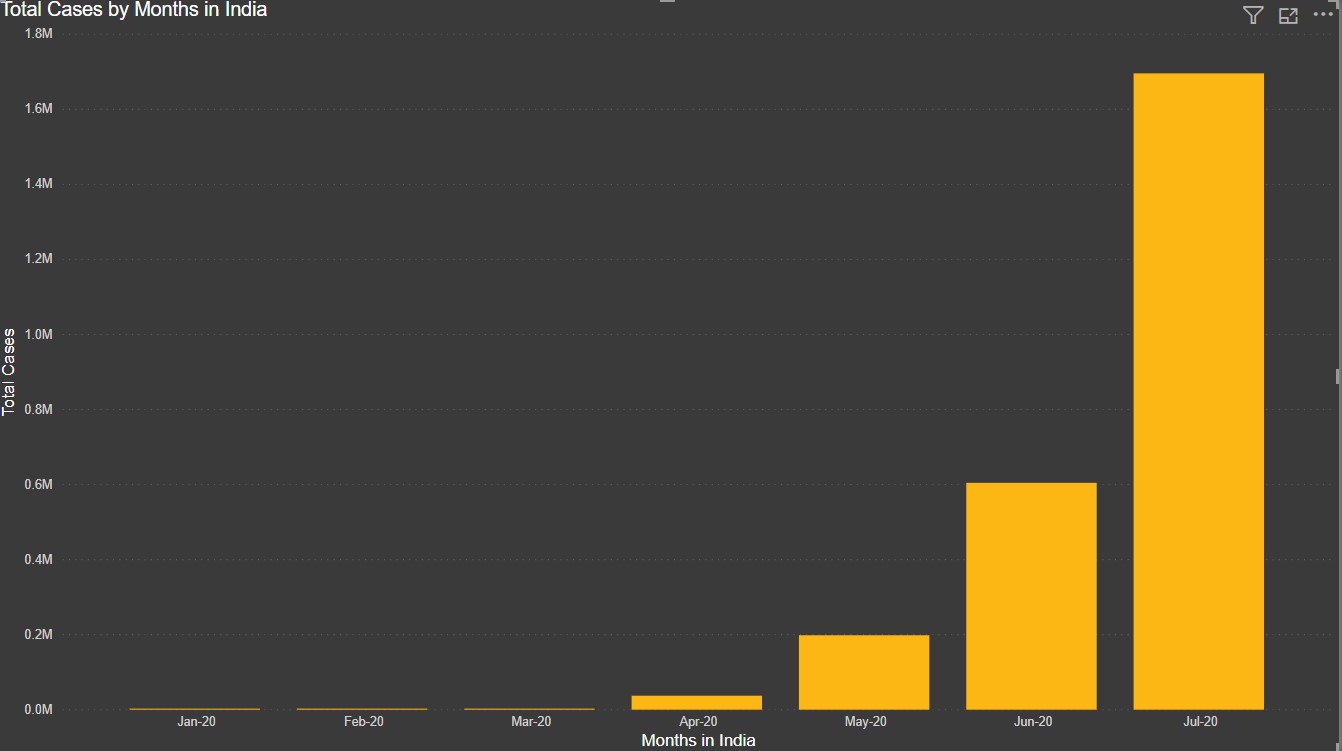 Total Cases by Months in India
1.8M
1.6M
1.4M
1.2M
1.0M
0.8M
0.6M
0.4M
0.2M
0.0M
Total Cases
Jan-20 Feb-20 Mar-20 Apr-20 May-20 Jun-20 Jul-20
Months in India